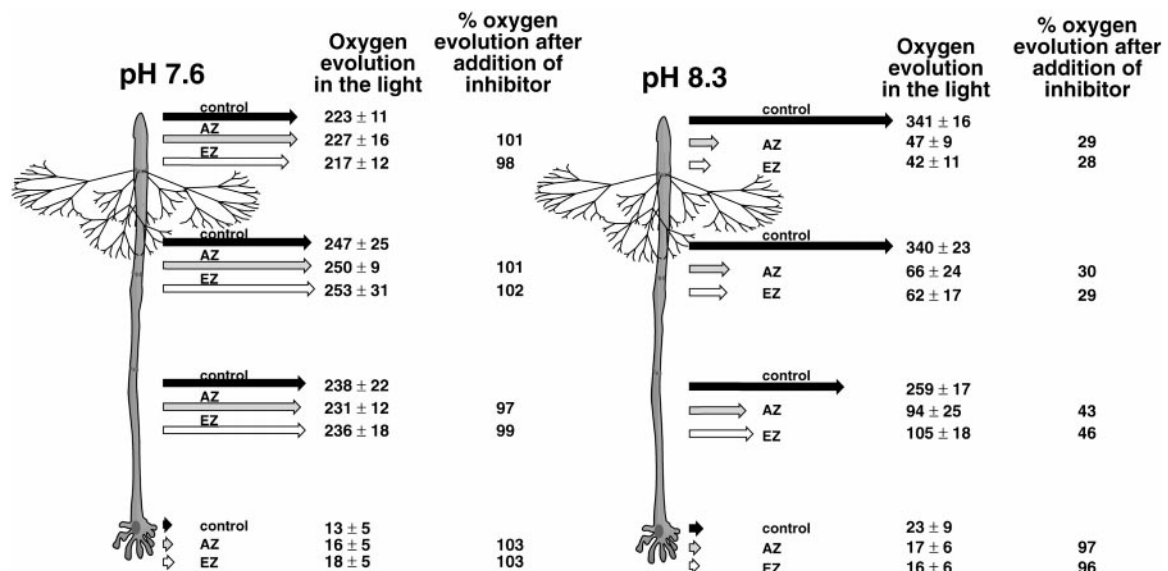 % oxygen
Oxygen evolution after
evolution addition of
in the light inhibitor
pH 7.6
control 223 ± 11
AZ 227 ± 16 101
EZ 217 ± 12 98
control 247 ± 25
AZ 250 ± 9 101
EZ 253 ± 31 102
control 238 ± 22
AZ 231 ± 12 97
EZ 236 ± 18 99
control 13 ± 5
AZ 16 ± 5 103
EZ 18 ± 5 103
% oxygen
Oxygen evolution after
evolution addition of
in the light inhibitor
pH 8.3
control 341 ± 16
AZ 47 ± 9 29
EZ 42 ± 11 28
control 340 ± 23
AZ 66 ± 24 30
EZ 62 ± 17 29
control 259 ± 17
AZ 94 ± 25 43
EZ 105 ± 18 46
control 23 ± 9
AZ 17 ± 6 97
EZ 16 ± 6 96